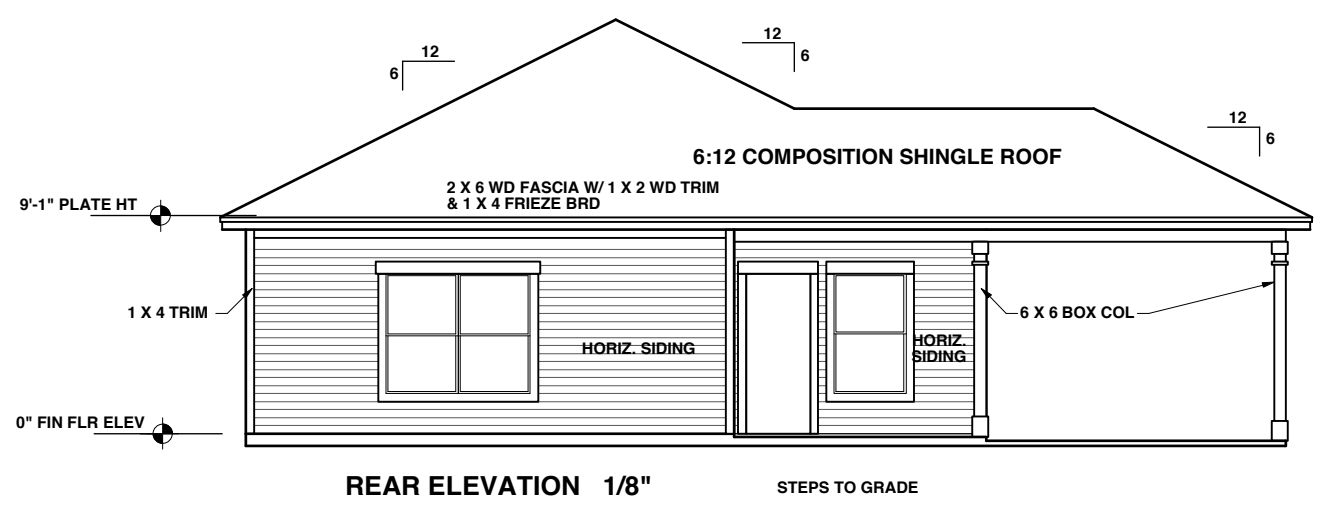 12
6
12
6
12
6
6:12 COMPOSITION SHINGLE ROOF
2 X 6 WD FASCIA W/ 1 X 2 WD TRIM
& 1 X 4 FRIEZE BRD
9'-1" PLATE HT
1 X 4 TRIM
6 X 6 BOX COL
HORIZ. SIDING
HORIZ.
SIDING
0" FIN FLR ELEV
REAR ELEVATION 1/8"
STEPS TO GRADE